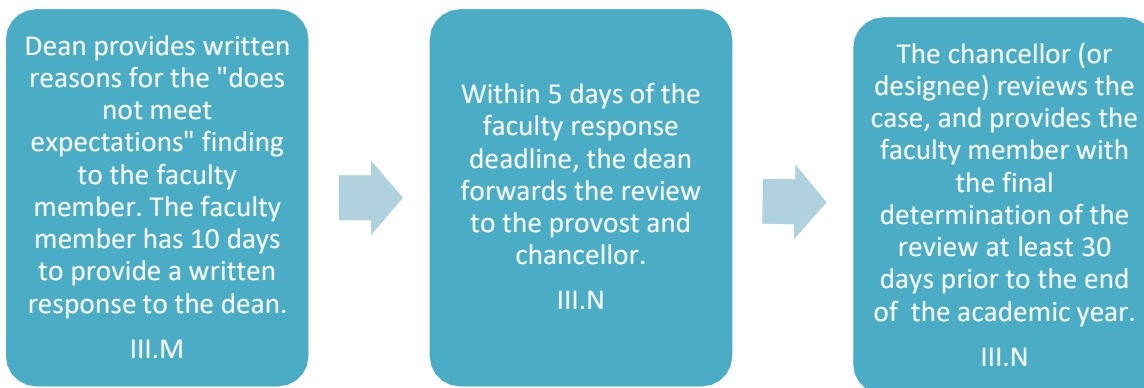 Dean provides written
reasons for the "does
not meet
expectations" finding
to the faculty
member. The faculty
member has 10 days
to provide a written
response to the dean.
III.M
Within 5 days of the
faculty response
deadline, the dean
forwards the review
to the provost and
chancellor.
III.N
The chancellor (or
designee) reviews the
case, and provides the
faculty member with
the final
determination of the
review at least 30
days prior to the end
of the academic year.
III.N